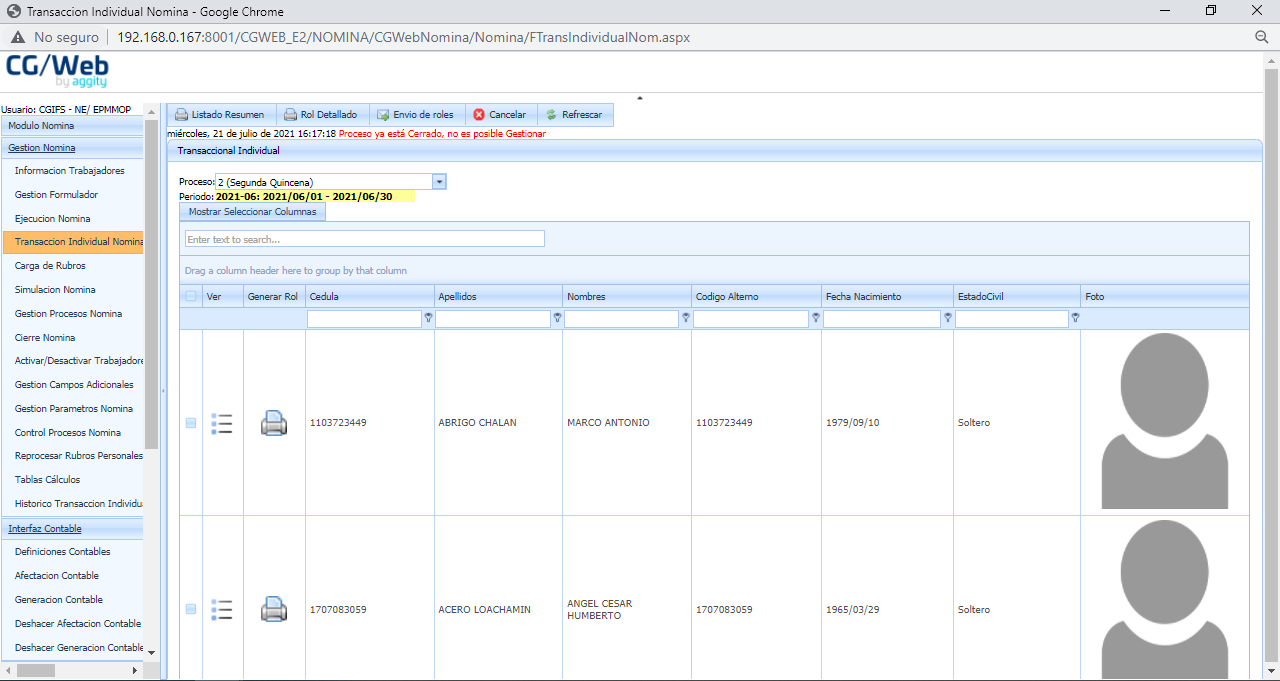 Transaccion Individual Nomina - Google Chrome
No seguro 192.168.0.167:8001/CGWEB_E2/NOMINA/CGWebNomina/Nomina/FTransIndividualNom.aspx
CG/Web
by aggity
Usuario: CGIF5 - NE/ EPMMOP
Modulo Nomina
Gestion Nomina
Informacion Trabajadores
Gestion Formulador
Ejecucion Nomina
Transaccion Individual Nomina
Carga de Rubros
Simulacion Nomina
Gestion Procesos Nomina
Cierre Nomina
Activar/Desactivar Trabajadore
Gestion Campos Adicionales
Gestion Parametros Nomina
Control Procesos Nomina
Reprocesar Rubros Personales
Tablas Cálculos
Historico Transaccion Individu
Interfaz Contable
Definiciones Contables
Afectacion Contable
Generacion Contable
Deshacer Afectacion Contable
Deshacer Generacion Contable
Listado Resumen Rol Detallado Envio de roles Cancelar Refrescar
miércoles, 21 de julio de 2021 16:17:18 Proceso ya está Cerrado, no es posible Gestionar
Transaccional Individual
Proceso: 2 (Segunda Quincena)
Periodo: 2021-06: 2021/06/01 - 2021/06/30
Mostrar Seleccionar Columnas
Enter text to search...
Drag a column header here to group by that column
Ver Generar Rol Cedula Apellidos Nombres Codigo Alterno Fecha Nacimiento EstadoCivil Foto
1103723449 ABRIGO CHALAN MARCO ANTONIO 1103723449 1979/09/10 Soltero
1707083059 ACERO LOACHAMIN ANGEL CESAR HUMBERTO 1707083059 1965/03/29 Soltero